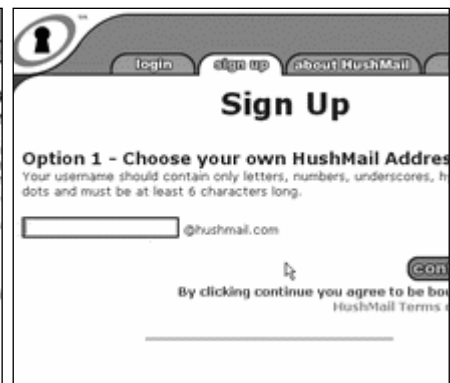 TM
login sign up about HushMail
Sign Up
Option 1 - Choose your own HushMail Addres
Your username should contain only letters, numbers, underscores, h
dots and must be at least 6 characters long.
@hushmail.com
con
By clicking continue you agree to be bou
HushMail Terms